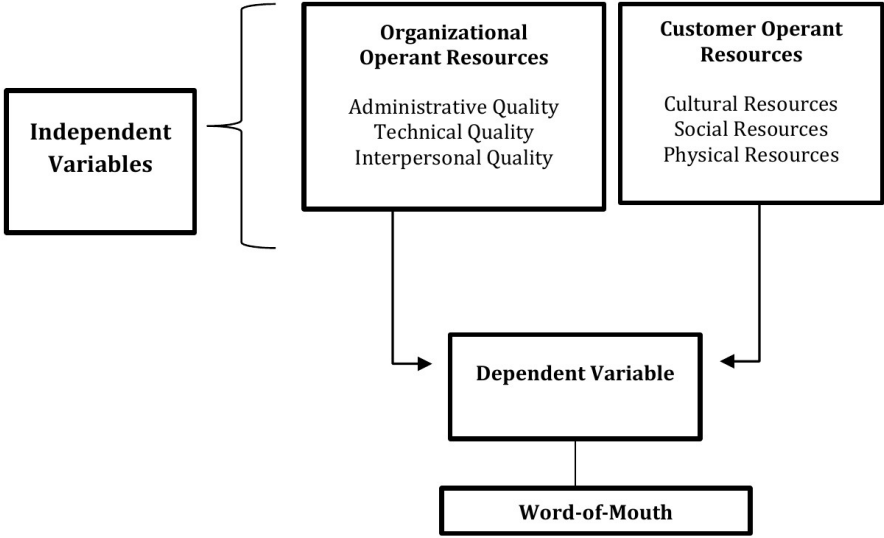 Independent
Variables
Organizational
Operant Resources
Administrative Quality
Technical Quality
Interpersonal Quality
Customer Operant
Resources
Cultural Resources
Social Resources
Physical Resources
Dependent Variable
Word-of-Mouth